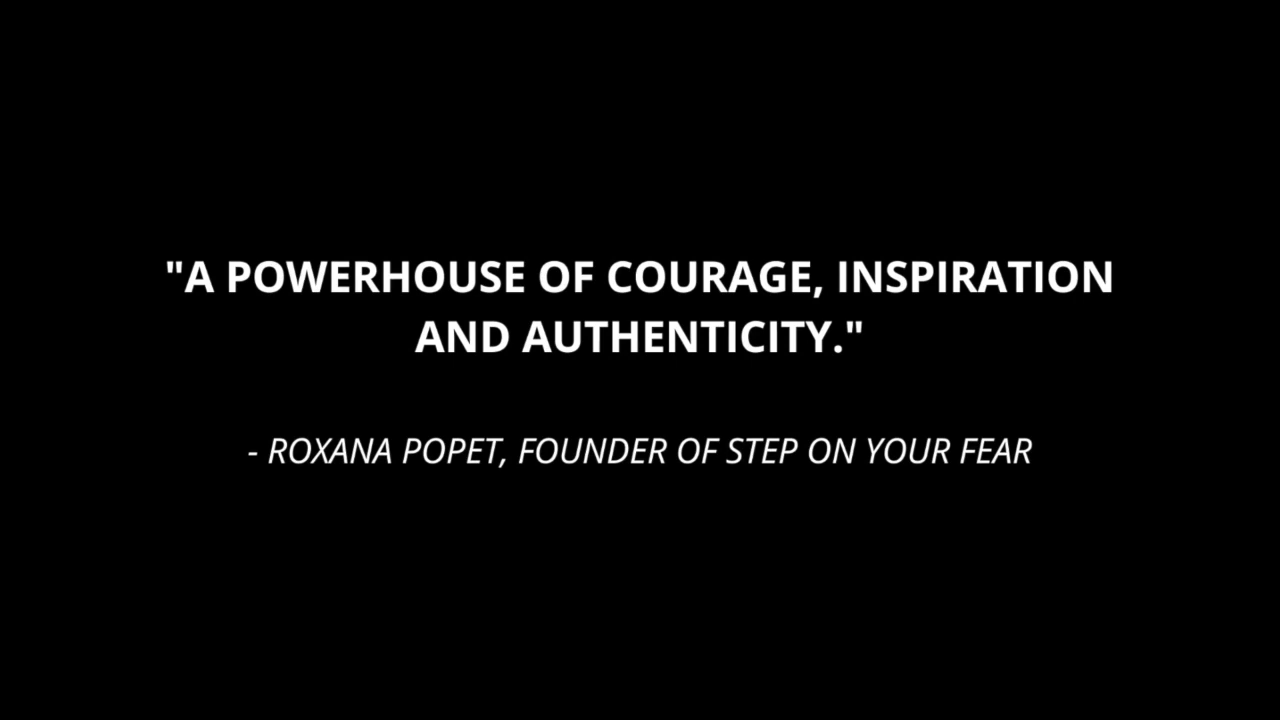 "A POWERHOUSE OF COURAGE, INSPIRATION
AND AUTHENTICITY."
- ROXANA POPET, FOUNDER OF STEP ON YOUR FEAR